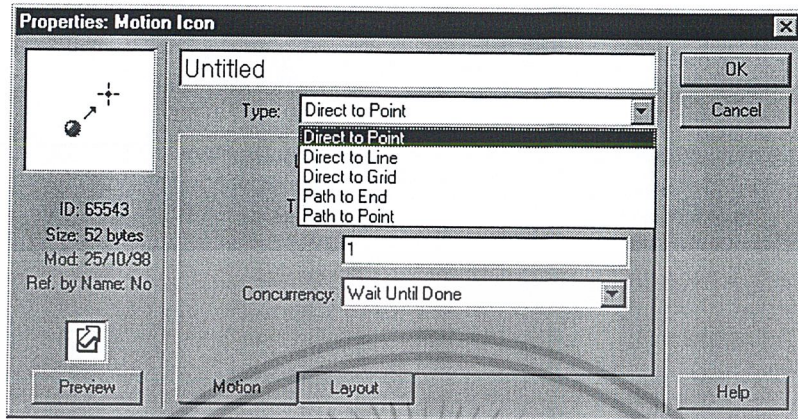 Properties: Motion Icon
Untitled
OK
Type: Direct to Point
Cancel
Direct to Point
Direct to Line
Direct to Grid
Path to End
Path to Point
ID: 65543
Size: 52 bytes
Mod: 25/10/98
Ref. by Name: No
T
1
Concurrency: Wait Until Done
Preview
Motion
Layout
Help